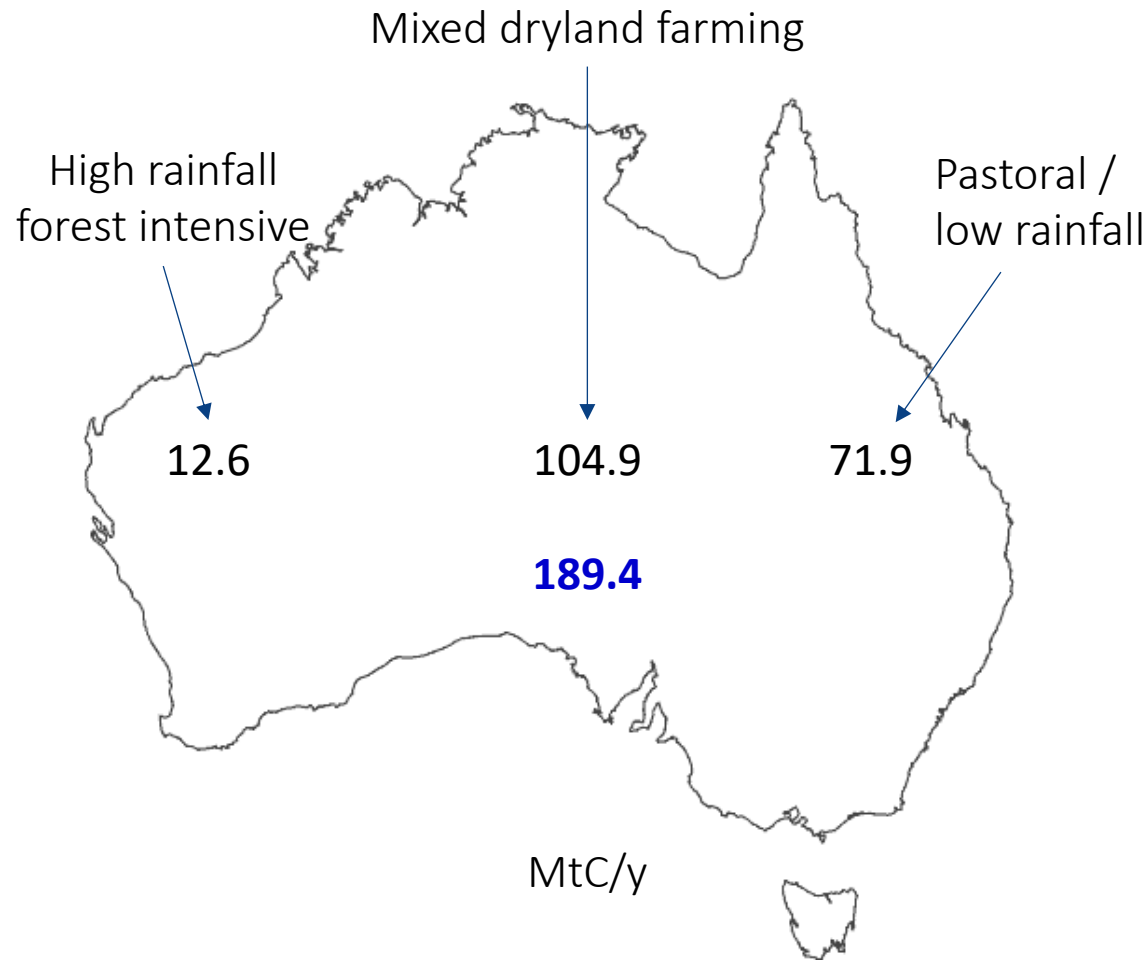 Mixed dryland farming
High rainfall
forest intensive
Pastoral /
low rainfall
12.6
104.9
71.9
189.4
MtC/y